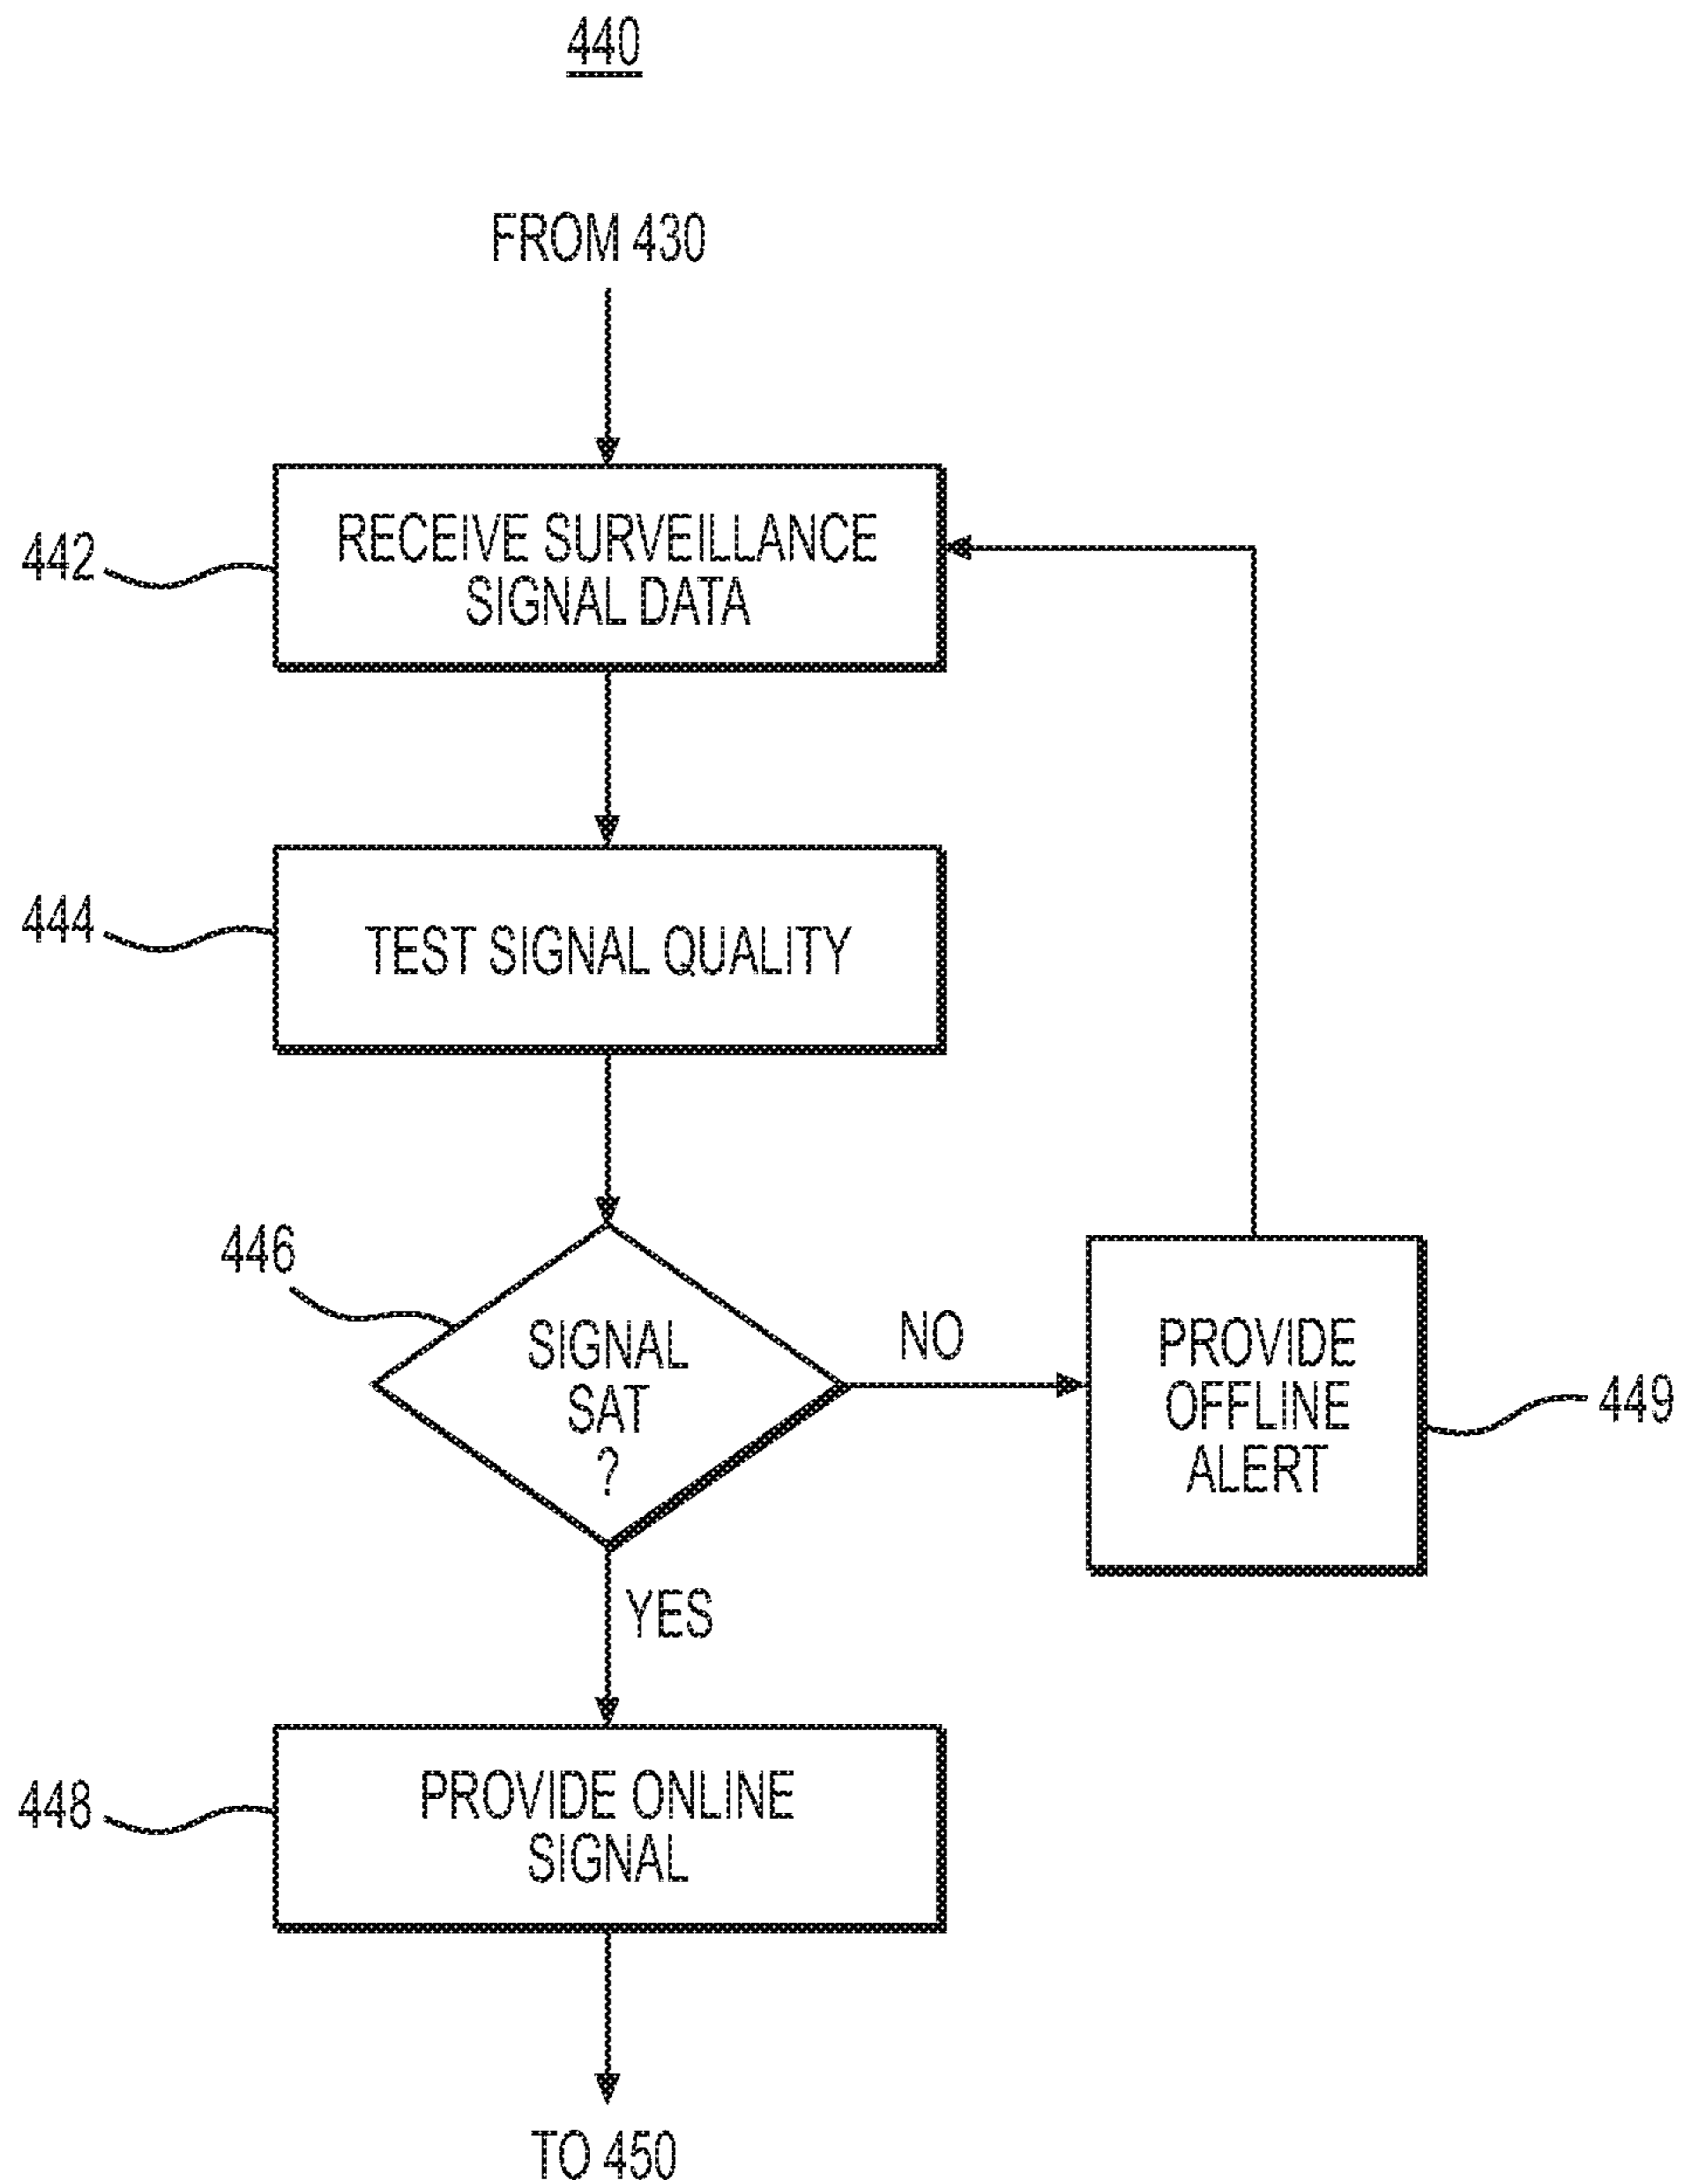 440
FROM 430
442
RECEIVE SURVEILLANCE
SIGNAL DATA
444
TEST SIGNAL QUALITY
446
SIGNAL
SAT
?
NO
PROVIDE
OFFLINE
ALERT
449
YES
448
PROVIDE ONLINE
SIGNAL
TO 450